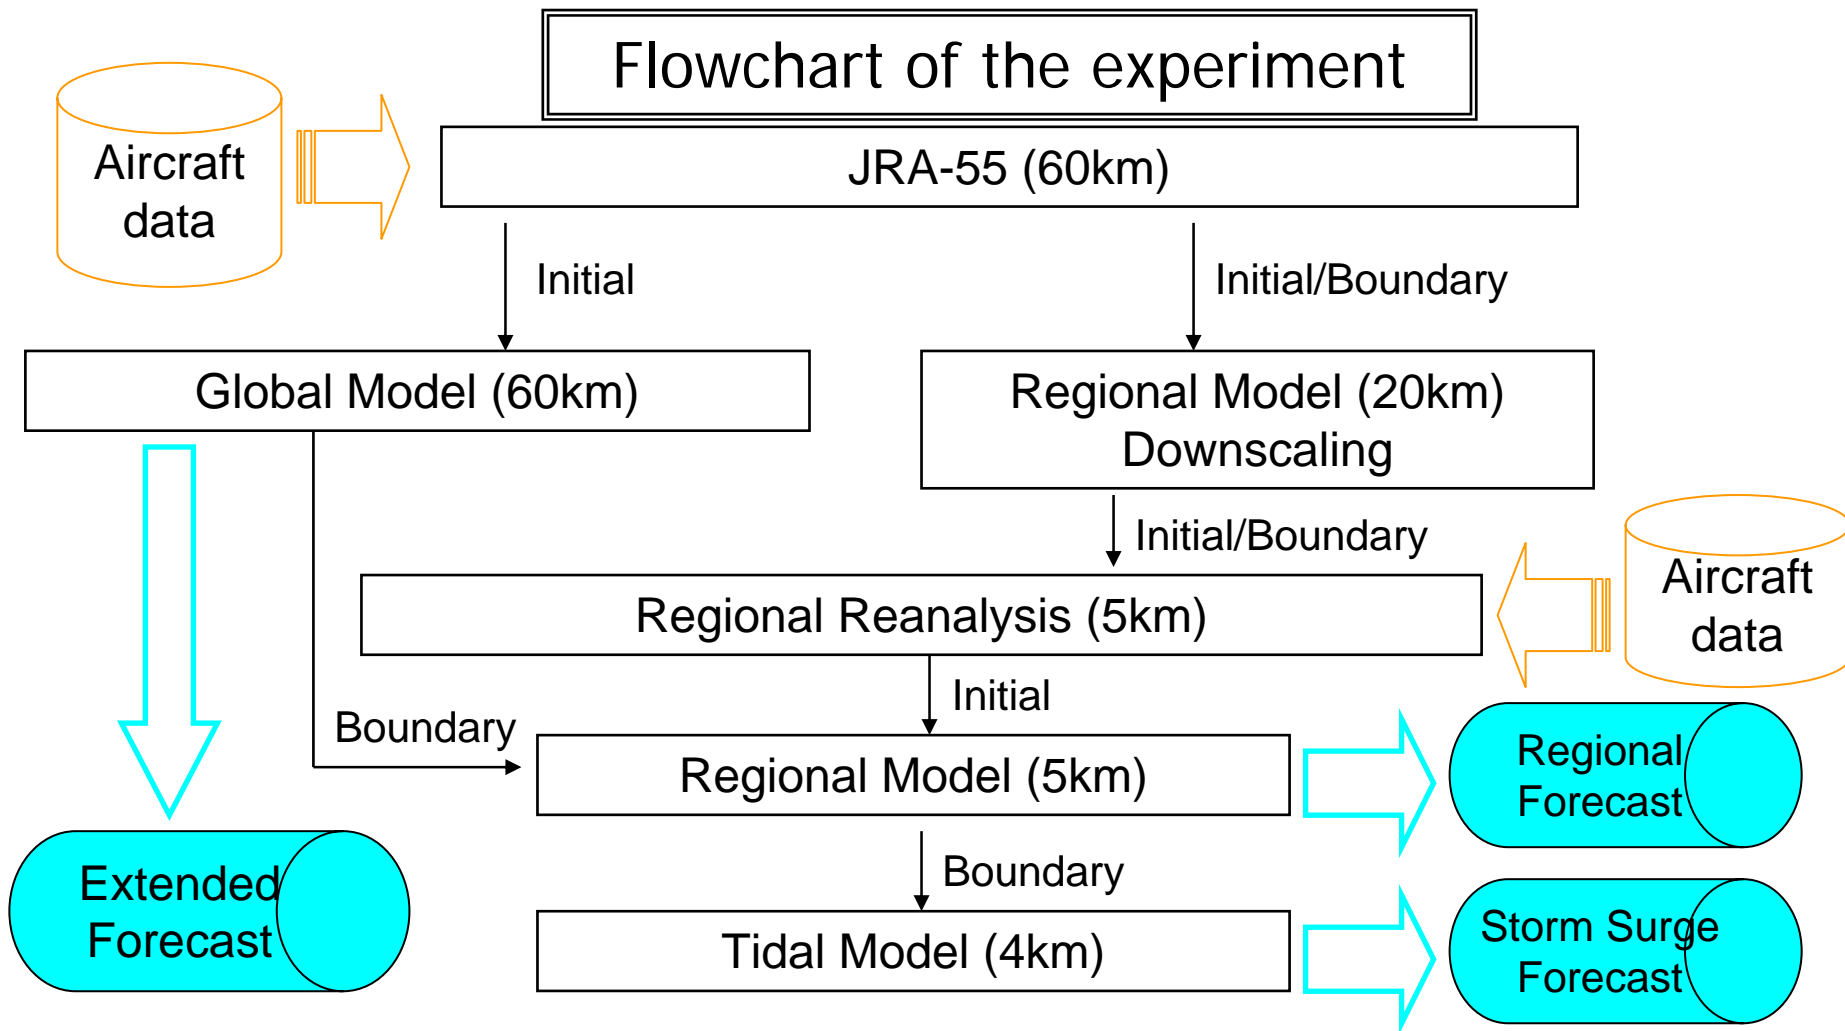 Flowchart of the experiment
Aircraft
data
JRA-55 (60km)
Initial
Initial/Boundary
Global Model (60km)
Regional Model (20km)
Downscaling
Initial/Boundary
Aircraft
data
Regional Reanalysis (5km)
Initial
Boundary
Regional Model (5km)
Regional
Forecast
Boundary
Extended
Forecast
Tidal Model (4km)
Storm Surge
Forecast